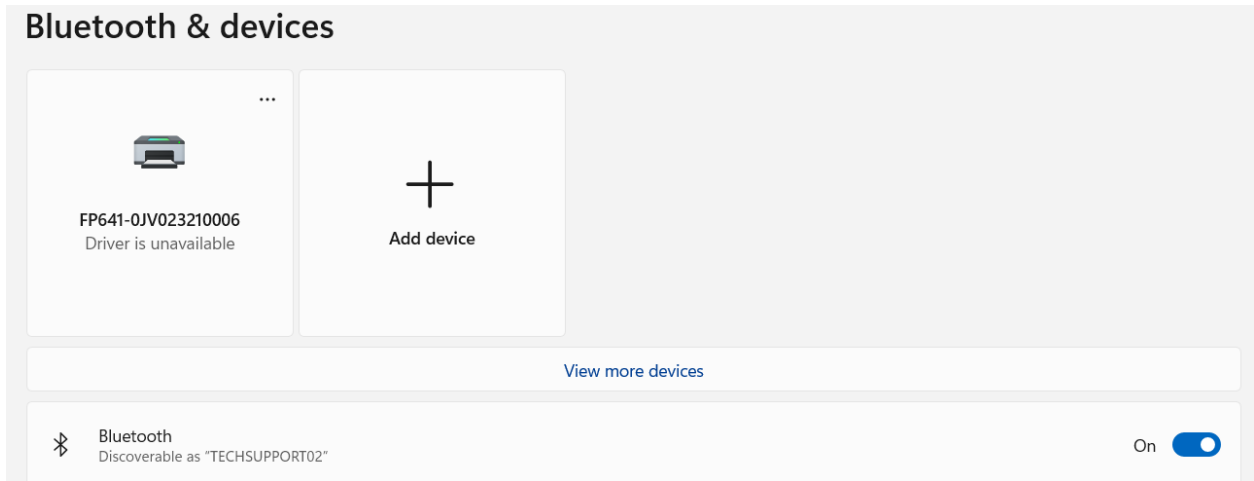 Bluetooth & devices
...
FP641-0JV023210006
Driver is unavailable
Add device
View more devices
Bluetooth
Discoverable as "TECHSUPPORT02"
On